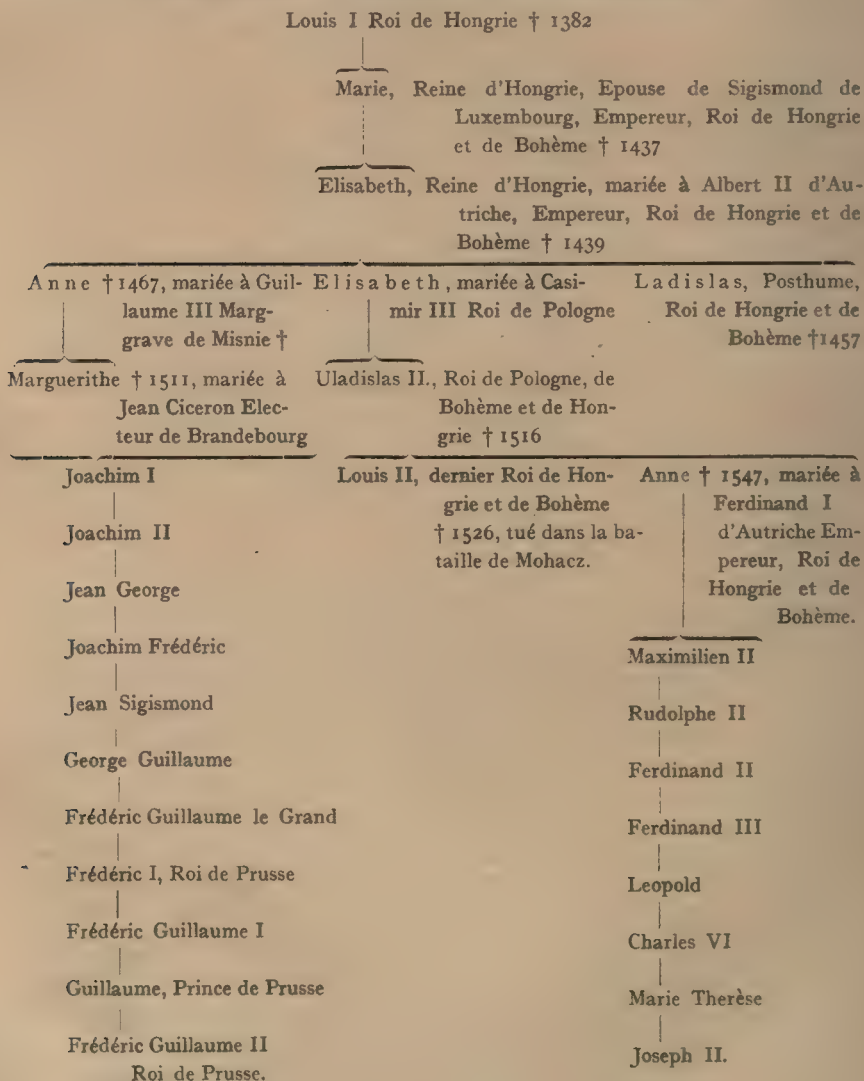 Louis I Roi de Hongrie † 1382
Marie, Reine d'Hongrie, Epouse de Sigismond de
Luxembourg, Empereur, Roi de Hongrie
et de Bohème † 1437
Elisabeth, Reine d'Hongrie, mariée à Albert II d'Au-
triche, Empereur, Roi de Hongrie et de
Bohème † 1439
Anne † 1467, mariée à Guil-
laume III Marg-
grave de Misnie †
Elisabeth, mariée à Casi-
mir III Roi de Pologne
Ladislas, Posthume,
Roi de Hongrie et de
Bohème † 1457
Marguerithe † 1511, mariée à
Jean Ciceron Elec-
teur de Brandebourg
Uladislas II., Roi de Pologne, de
Bohème et de Hon-
grie † 1516
Joachim I
Joachim II
Jean George
Joachim Frédéric
Jean Sigismond
George Guillaume
Frédéric Guillaume le Grand
Frédéric I, Roi de Prusse
Frédéric Guillaume I
Guillaume, Prince de Prusse
Frédéric Guillaume II
Roi de Prusse.
Louis II, dernier Roi de Hon-
grie et de Bohème
† 1526, tué dans la ba-
taille de Mohacz.
Anne † 1547, mariée à
Ferdinand I
d'Autriche Em-
pereur, Roi de
Hongrie et de
Bohème.
Maximilien II
Rudolphe II
Ferdinand II
Ferdinand III
Leopold
Charles VI
Marie Therèse
Joseph II.